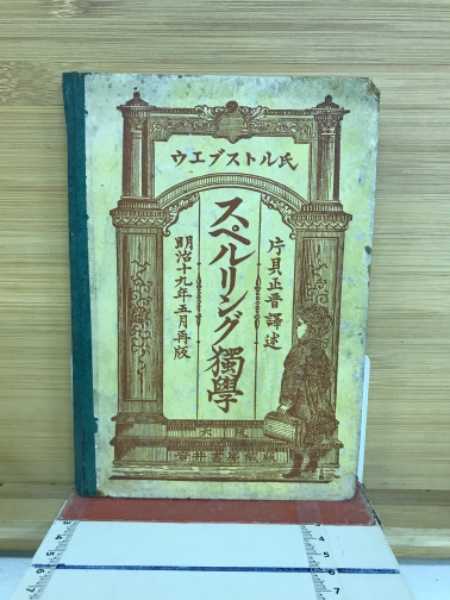 ウエブストル氏
片貝正晋譯述
スペルリング獨學
明治十九年五月再版